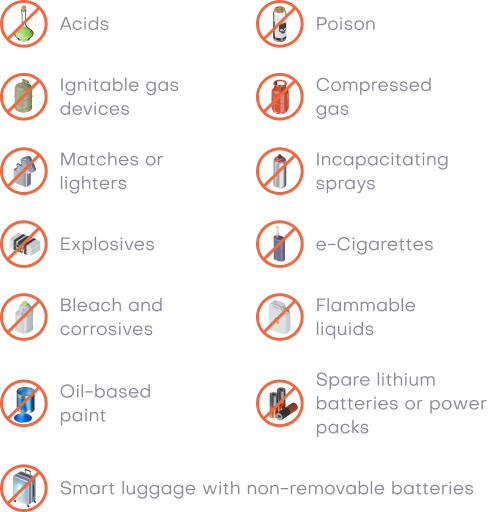 Acids
Poison
Ignitable gas
devices
Compressed
gas
Matches or
lighters
Incapacitating
sprays
Explosives
e-Cigarettes
Bleach and
corrosives
Flammable
liquids
Oil-based
paint
Spare lithium
batteries or power
packs
Smart luggage with non-removable batteries